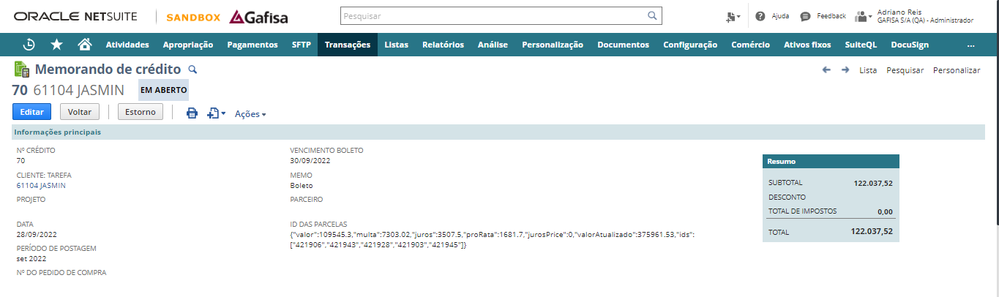 ORACLE NETSUITE
SANDBOX
Gafisa
Pesquisar
Ajuda
Feedback
Adriano Reis
GAFISA S/A (QA) - Administrador
Atividades Apropriação Pagamentos SFTP Transações Listas Relatórios Análise Personalização Documentos Configuração Comércio Ativos fixos SuiteQL DocuSign ...
Memorando de crédito
Lista Pesquisar Personalizar
70 61104 JASMIN EM ABERTO
Editar Voltar Estorno Ações
Informações principais
Nº CRÉDITO
70
CLIENTE: TAREFA
61104 JASMIN
PROJETO
DATA
28/09/2022
PERÍODO DE POSTAGEM
set 2022
Nº DO PEDIDO DE COMPRA
VENCIMENTO BOLETO
30/09/2022
MEMO
Boleto
PARCEIRO
ID DAS PARCELAS
{"valor":109545.3,"multa":7303.02,"juros":3507.5,"proRata":1681.7,"jurosPrice":0,"valorAtualizado":375961.53,"ids":
["421906","421943","421928","421903","421945"]}
Resumo
SUBTOTAL 122.037,52
DESCONTO
TOTAL DE IMPOSTOS 0,00
TOTAL 122.037,52